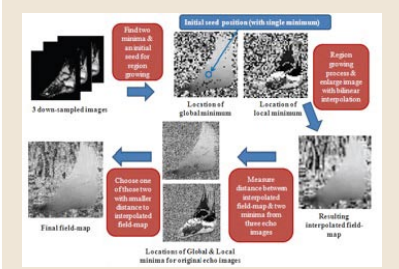 Initial seed position (with single minimum)
Find two
minima &
an initial
seed for
region
growing
3 down-sampled images
Location of
global minimum
Location of
local minimum
Region
growing
process &
enlarge image
with bilinear
interpolation
Resulting
interpolated field-
map
Measure
distance between
interpolated
field-map & two
minima from
three echo
images
Locations of Global & Local
minima for original echo images
Choose one
of those two
with smaller
distance to
interpolated
field-map
Final field-map